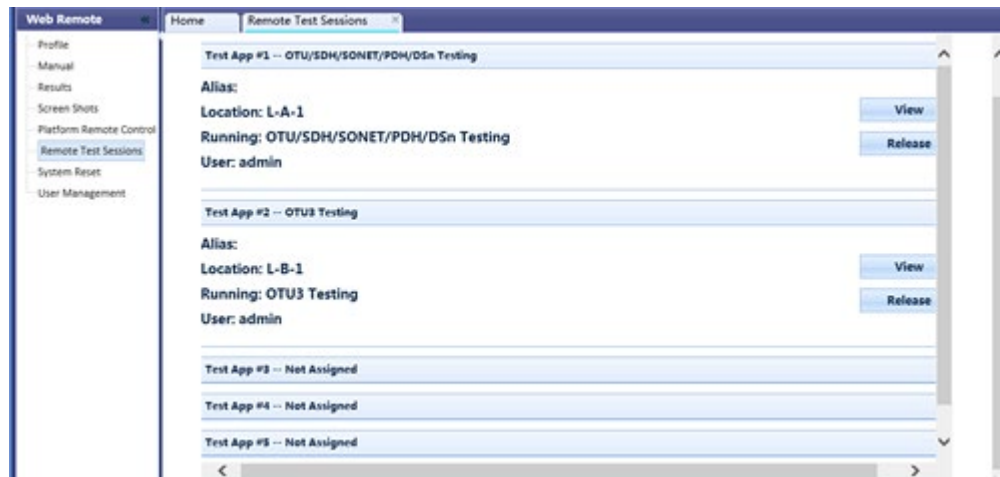 Web Remote «
Home
Remote Test Sessions ×
Profile
Manual
Results
Screen Shots
Platform Remote Control
Remote Test Sessions
System Reset
User Management
Test App #1 -- OTU/SDH/SONET/PDH/DSn Testing
Alias:
Location: L-A-1
Running: OTU/SDH/SONET/PDH/DSn Testing
User: admin
View
Release
Test App #2 -- OTU3 Testing
Alias:
Location: L-B-1
Running: OTU3 Testing
User: admin
View
Release
Test App #3 -- Not Assigned
Test App #4 -- Not Assigned
Test App #5 -- Not Assigned